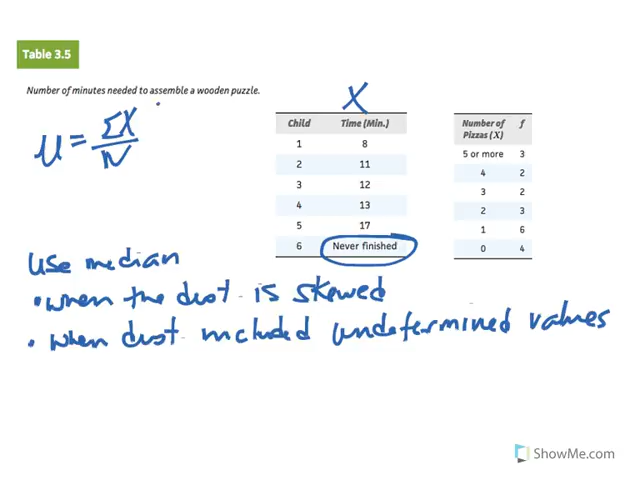 Table 3.5
Number of minutes needed to assemble a wooden puzzle.
μ = ΣX / N
X
Child Time (Min.)
1 8
2 11
3 12
4 13
5 17
6 Never finished
Number of Pizzas (X) f
5 or more 3
4 2
3 2
2 3
1 6
0 4
Use median
• when the dist. is skewed
• when dist. included undetermined values
ShowMe.com